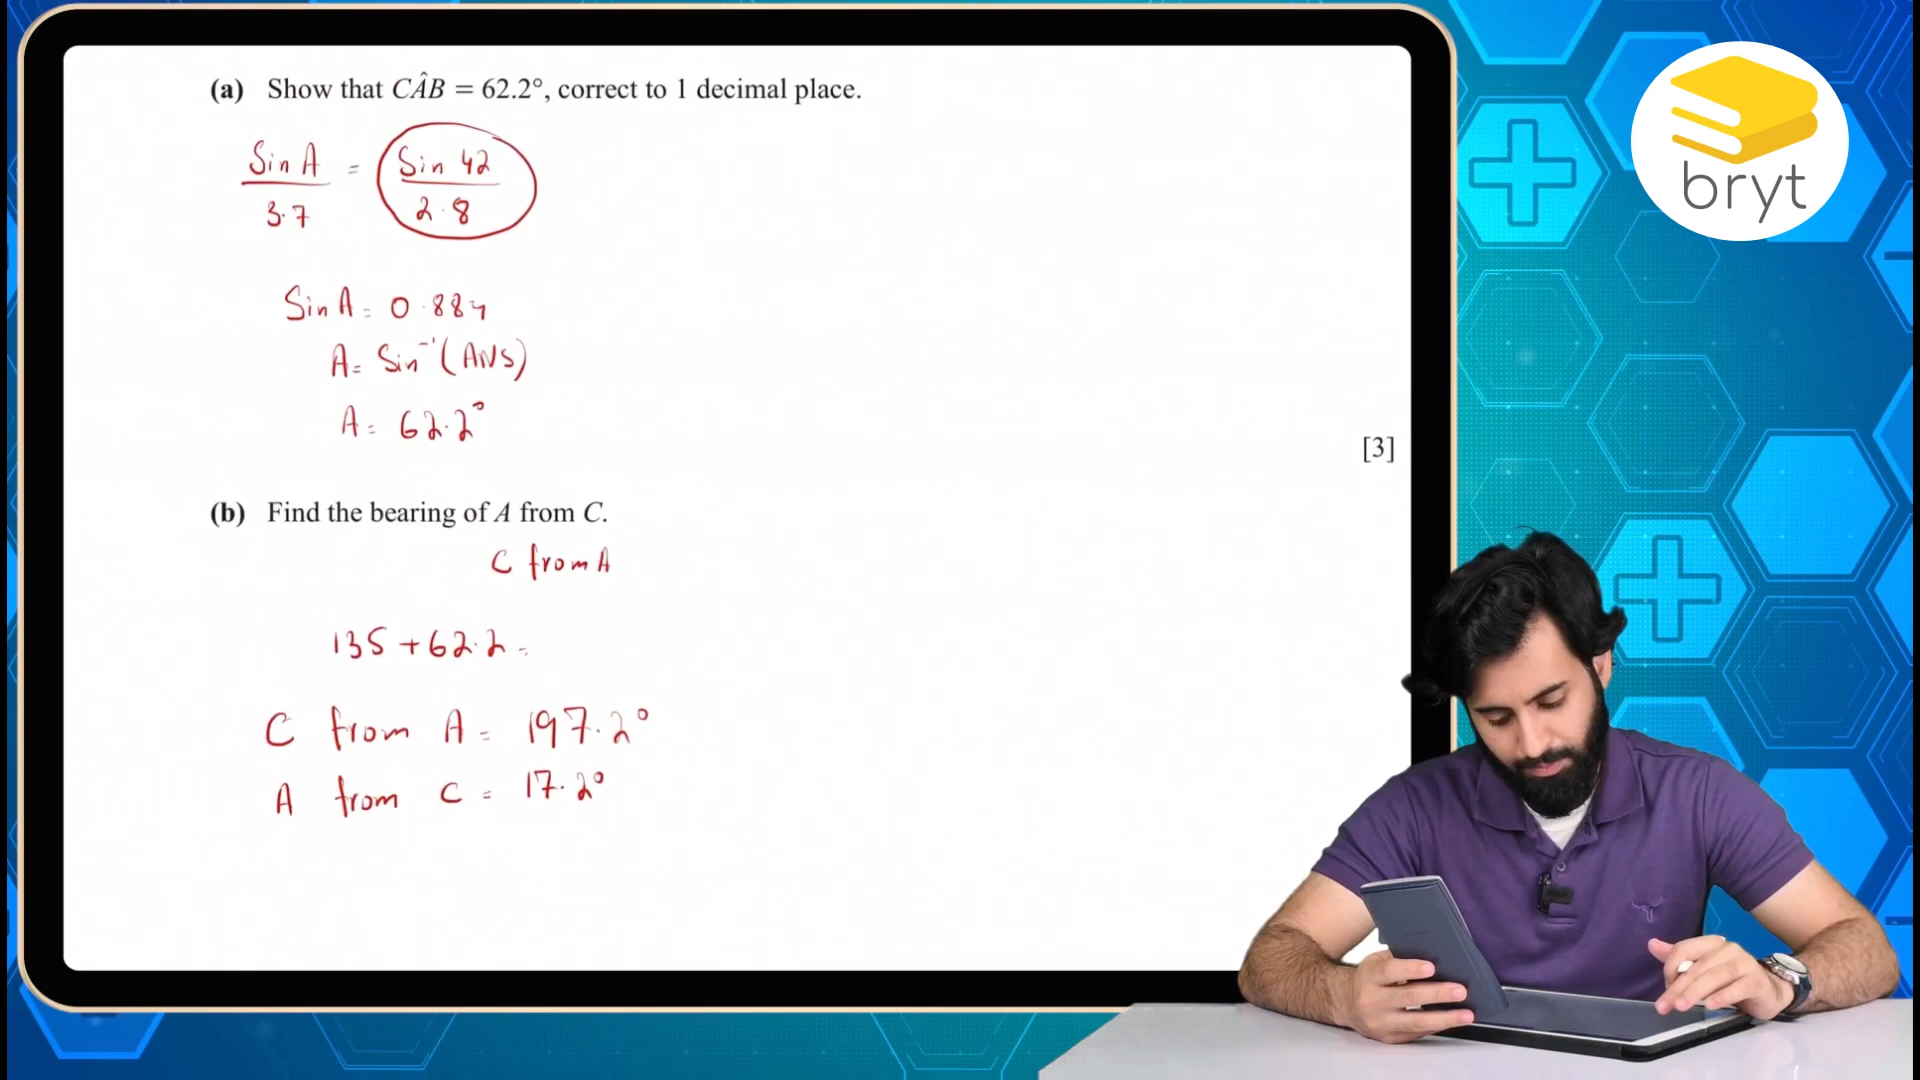 (a) Show that CÂB = 62.2°, correct to 1 decimal place.
Sin A / 3.7 = Sin 42 / 2.8
Sin A = 0.884
A = Sin⁻¹(ANS)
A = 62.2°
[3]
(b) Find the bearing of A from C.
C from A
135 + 62.2 =
C from A = 197.2°
A from C = 17.2°
bryt